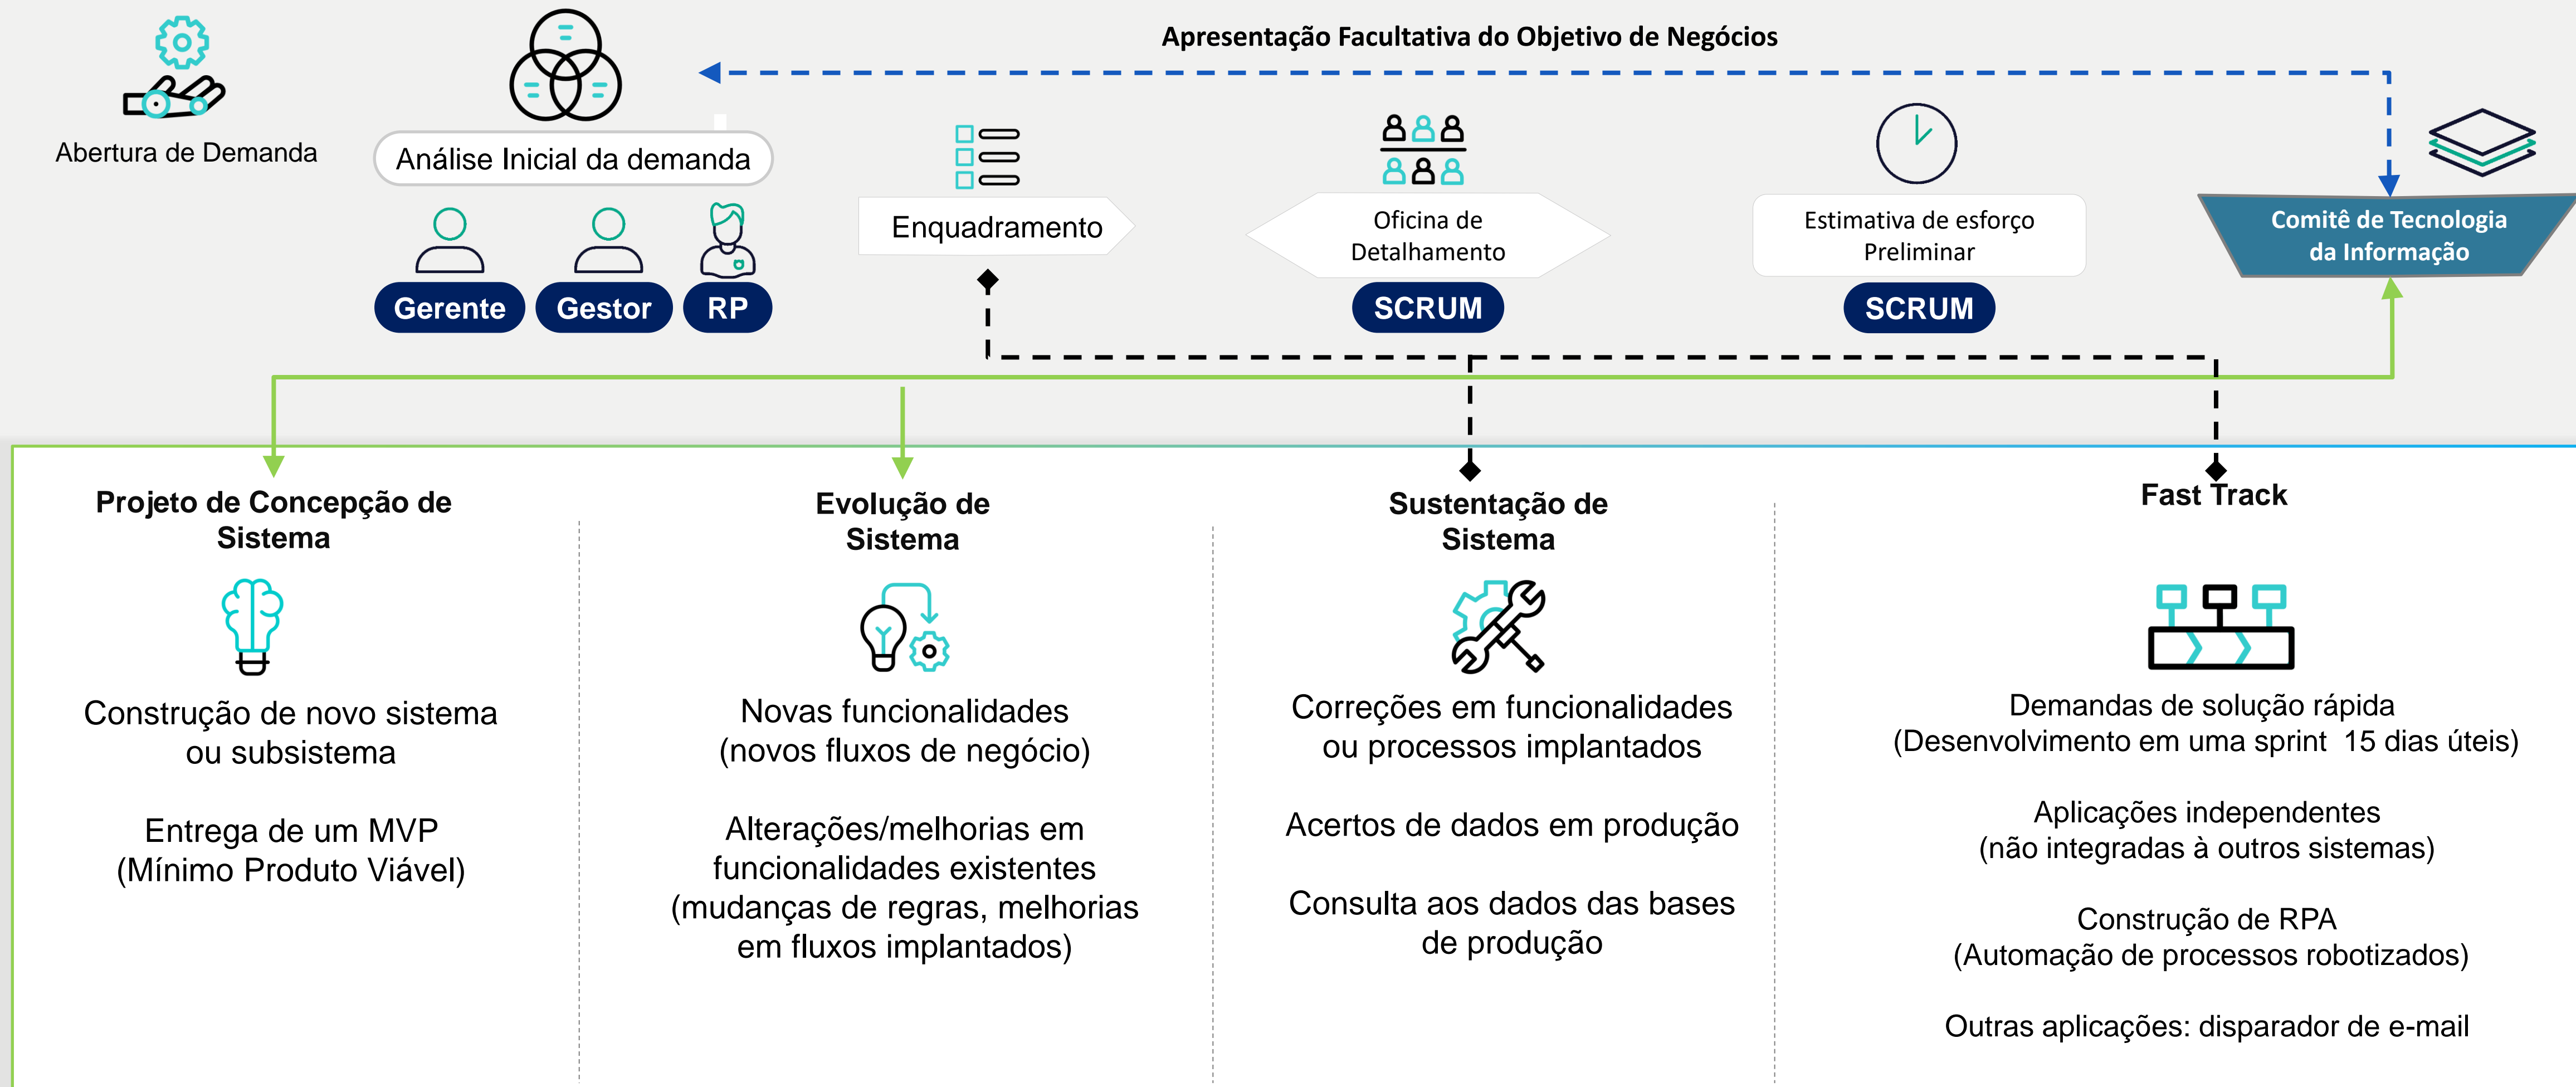 Apresentação Facultativa do Objetivo de Negócios
Abertura de Demanda
Análise Inicial da demanda
Gerente
Gestor
RP
Enquadramento
Oficina de
Detalhamento
SCRUM
Estimativa de esforço
Preliminar
SCRUM
Comitê de Tecnologia
da Informação
Projeto de Concepção de
Sistema
Construção de novo sistema
ou subsistema
Entrega de um MVP
(Mínimo Produto Viável)
Evolução de
Sistema
Novas funcionalidades
(novos fluxos de negócio)
Alterações/melhorias em
funcionalidades existentes
(mudanças de regras, melhorias
em fluxos implantados)
Sustentação de
Sistema
Correções em funcionalidades
ou processos implantados
Acertos de dados em produção
Consulta aos dados das bases
de produção
Fast Track
Demandas de solução rápida
(Desenvolvimento em uma sprint  15 dias úteis)
Aplicações independentes
(não integradas à outros sistemas)
Construção de RPA
(Automação de processos robotizados)
Outras aplicações: disparador de e-mail